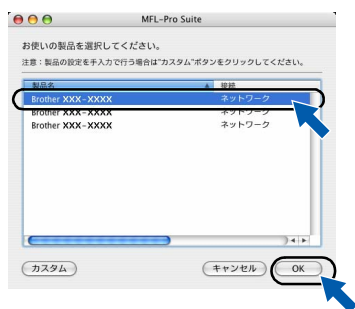 MFL-Pro Suite
お使いの製品を選択してください。
注意：製品の設定を手入力で行う場合は"カスタム"ボタンをクリックしてください。
製品名 接続
Brother XXX-XXXX ネットワーク
Brother XXX-XXXX ネットワーク
Brother XXX-XXXX ネットワーク
カスタム キャンセル OK